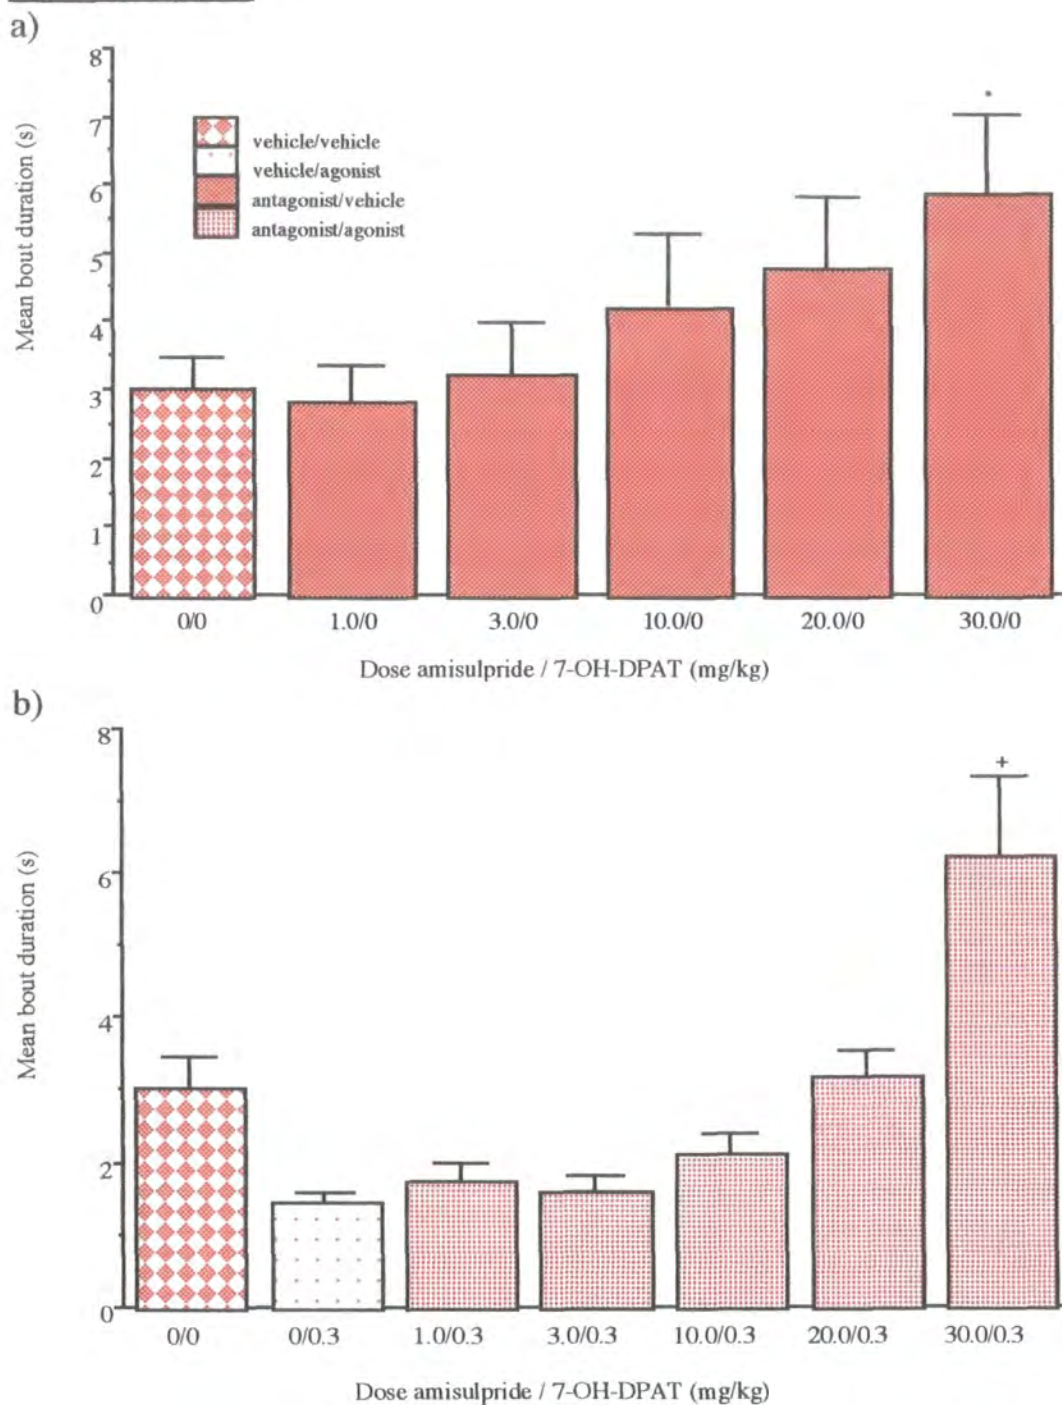 a)
8
7
6
5
4
3
2
1
0
Mean bout duration (s)
vehicle/vehicle
vehicle/agonist
antagonist/vehicle
antagonist/agonist
*
0/0 1.0/0 3.0/0 10.0/0 20.0/0 30.0/0
Dose amisulpride / 7-OH-DPAT (mg/kg)
b)
8
6
4
2
0
Mean bout duration (s)
+
0/0 0/0.3 1.0/0.3 3.0/0.3 10.0/0.3 20.0/0.3 30.0/0.3
Dose amisulpride / 7-OH-DPAT (mg/kg)